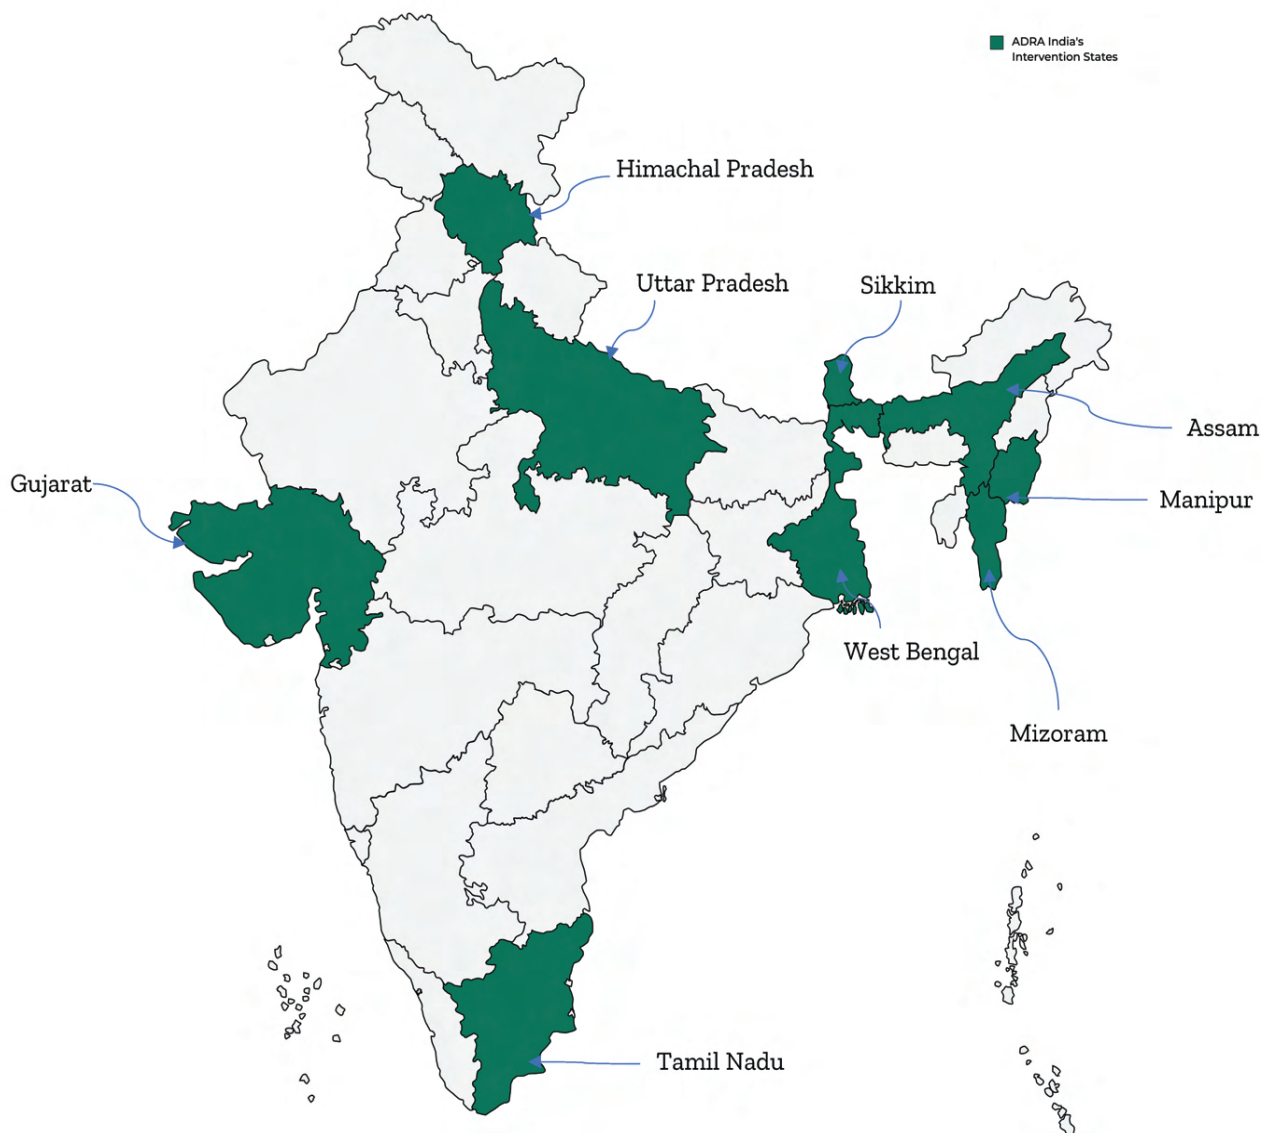 ADRA India's
Intervention States
Himachal Pradesh
Uttar Pradesh
Sikkim
Assam
Gujarat
Manipur
West Bengal
Mizoram
Tamil Nadu